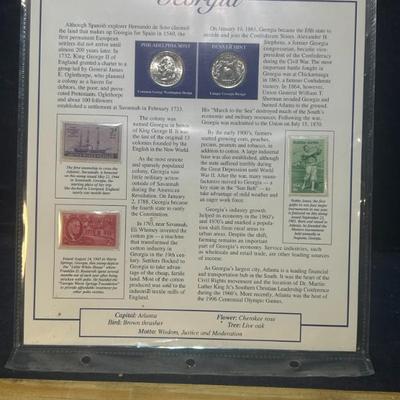 Georgia
Although Spanish explorer Hernando de Soto claimed
the land that makes up Georgia for Spain in 1540, the
first permanent European
settlers did not arrive until
almost 200 years later. In
1732, King George II of
England granted a charter to a
group led by General James
E. Oglethorpe, who planned
the colony as a haven for
debtors, the poor, and perse-
cuted Protestants. Oglethorpe
and about 100 followers
established a settlement at Savannah in February 1733.
PHILADELPHIA MINT
Common George Washington Design
DENVER MINT
Unique Georgia Design
On January 19, 1861, Georgia became the fifth state to
secede and join the Confederate States. Alexander H.
Stephens, a former Georgia
congressman, became vice-
president of the Confederacy
during the Civil War. The most
important battle fought in
Georgia was at Chickamauga
in 1863, a famous Confederate
victory. In 1864, however,
Union General William T.
Sherman invaded Georgia and
burned Atlanta to the ground.
His "March to the Sea" destroyed much of the South's
economic and military resources. Following the war,
Georgia was readmitted to the Union on July 15, 1870.
The colony was
named Georgia in honor
of King George II. It was
the last of the original 13
colonies founded by the
English in the New World.
As the most remote
and sparsely populated
colony, Georgia saw
little military action
outside of Savannah
during the American
Revolution. On January
2, 1788, Georgia became
the fourth state to ratify
the Constitution.
In 1793, near Savannah,
Eli Whitney invented the
cotton gin – a machine
that transformed the
cotton industry in
Georgia in the 19th cen-
tury. Settlers flocked to
Georgia to take advan-
tage of the cheap, fertile
land. Most of the cotton
produced was sold to the
industrial textile mills of
England.
By the early 1900's, farmers
started growing corn, peaches,
pecans, peanuts and tobacco, in
addition to cotton. A large industrial
base was also established, although
the state suffered terribly during
the Great Depression until World
War II. After the war, many manu-
facturers moved to Georgia — a
key state in the "Sun Belt" — to
take advantage of mild weather and
an eager work force.
Georgia's industry growth
helped to increase in the 1960's
and 1970's and marked a popula-
tion shift from rural areas to
urban areas. Despite the shift,
farming remains an important
part of Georgia's economy. Service industries, such
as wholesale and retail trade, are other leading sources
of income.
As Georgia's largest city, Atlanta is a leading financial
and transportation hub in the South. It was the heart of the
Civil Rights movement and the location of Dr. Martin
Luther King Jr.'s Southern Christian Leadership Conference
during the 1960's. More recently, Atlanta was the host of
the 1996 Centennial Olympic Games.
Capital: Atlanta
Bird: Brown thrasher
Flower: Cherokee rose
Tree: Live oak
Motto: Wisdom, Justice and Moderation